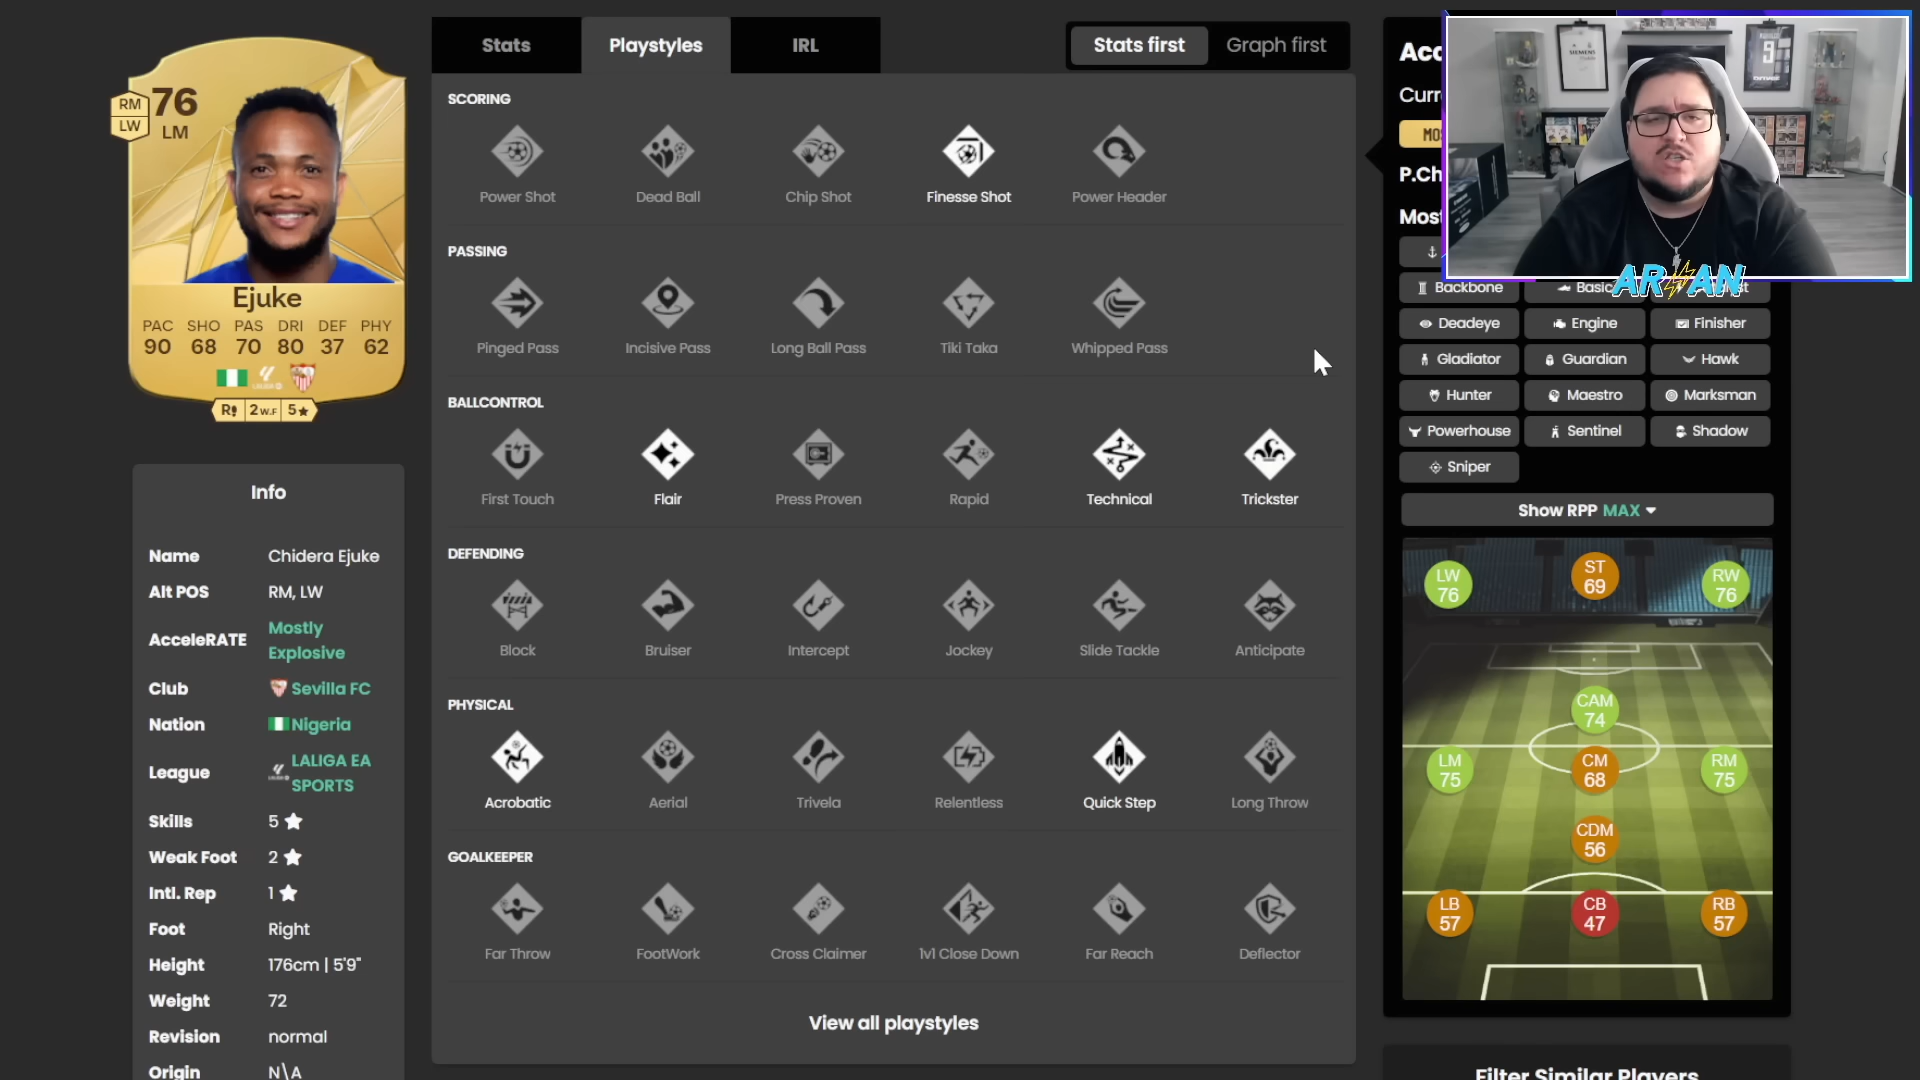 RM
LW
76
LM
Ejuke
PAC SHO PAS DRI DEF PHY
90 68 70 80 37 62
R 2 W.F 5
Info
Name Chidera Ejuke
Alt POS RM, LW
AcceleRATE Mostly
Explosive
Club Sevilla FC
Nation Nigeria
League LALIGA EA
SPORTS
Skills 5
Weak Foot 2
Intl. Rep 1
Foot Right
Height 176cm | 5'9"
Weight 72
Revision normal
Origin N\A
Stats Playstyles IRL
Stats first Graph first
SCORING
Power Shot Dead Ball Chip Shot Finesse Shot Power Header
PASSING
Pinged Pass Incisive Pass Long Ball Pass Tiki Taka Whipped Pass
BALLCONTROL
First Touch Flair Press Proven Rapid Technical Trickster
DEFENDING
Block Bruiser Intercept Jockey Slide Tackle Anticipate
PHYSICAL
Acrobatic Aerial Trivela Relentless Quick Step Long Throw
GOALKEEPER
Far Throw FootWork Cross Claimer 1v1 Close Down Far Reach Deflector
View all playstyles
SIEMENS
9
P.Ch
Most
Backbone Basic
Deadeye Engine Finisher
Gladiator Guardian Hawk
Hunter Maestro Marksman
Powerhouse Sentinel Shadow
Sniper
Show RPP MAX
LW
76
ST
69
RW
76
CAM
74
LM
75
CM
68
RM
75
CDM
56
LB
57
CB
47
RB
57
Filter Similar Players